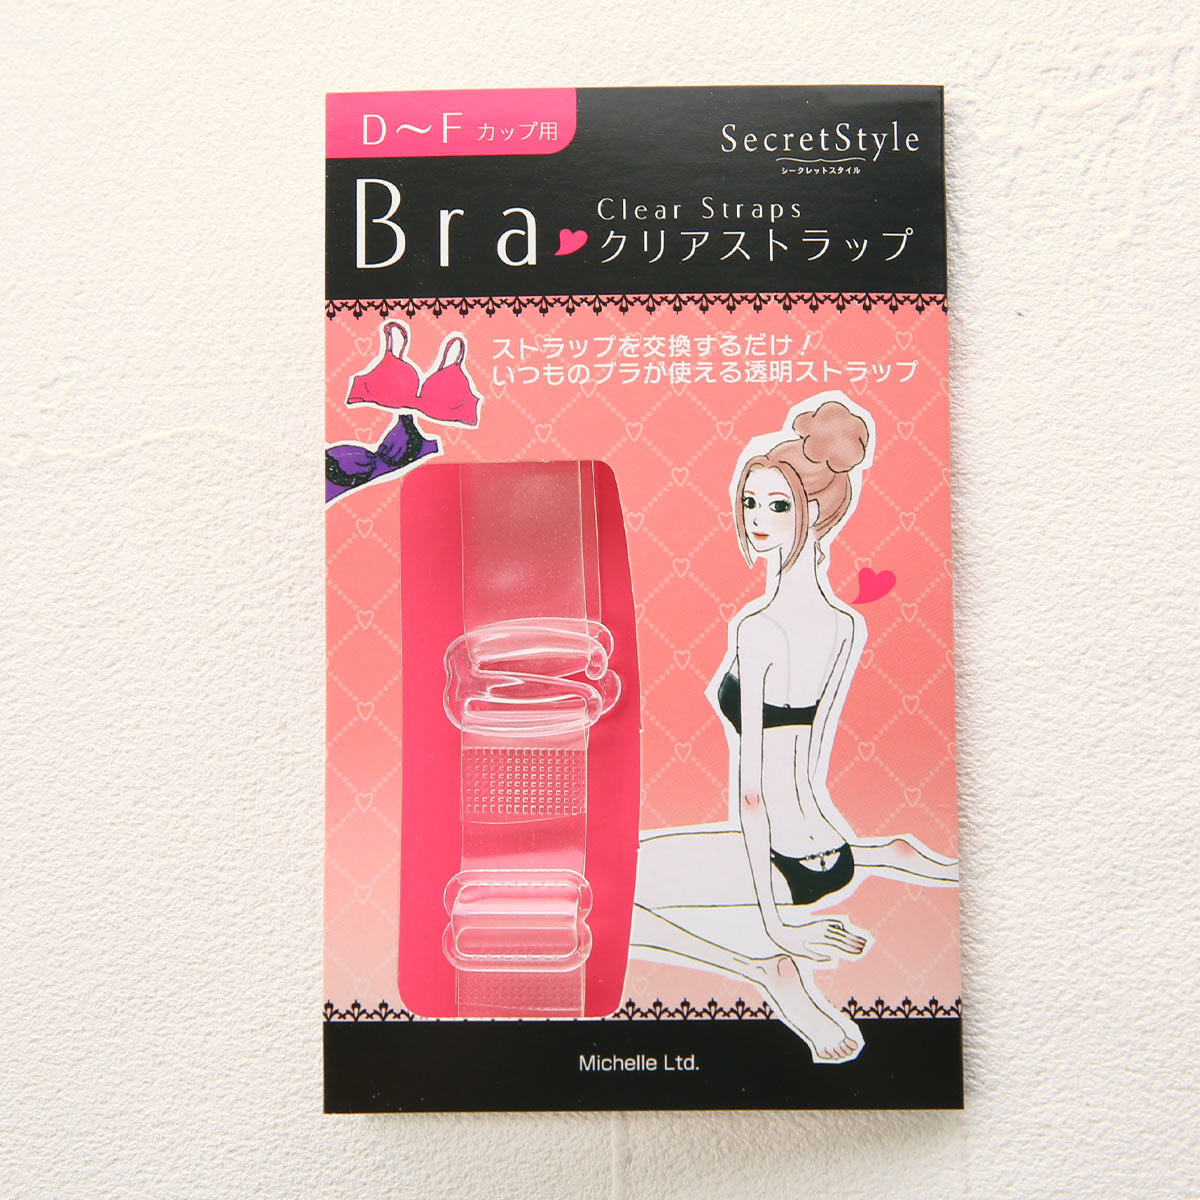 D～F カップ用
SecretStyle
シークレットスタイル
Bra
Clear Straps
クリアストラップ
ストラップを交換するだけ！
いつものブラが使える透明ストラップ
Michelle Ltd.